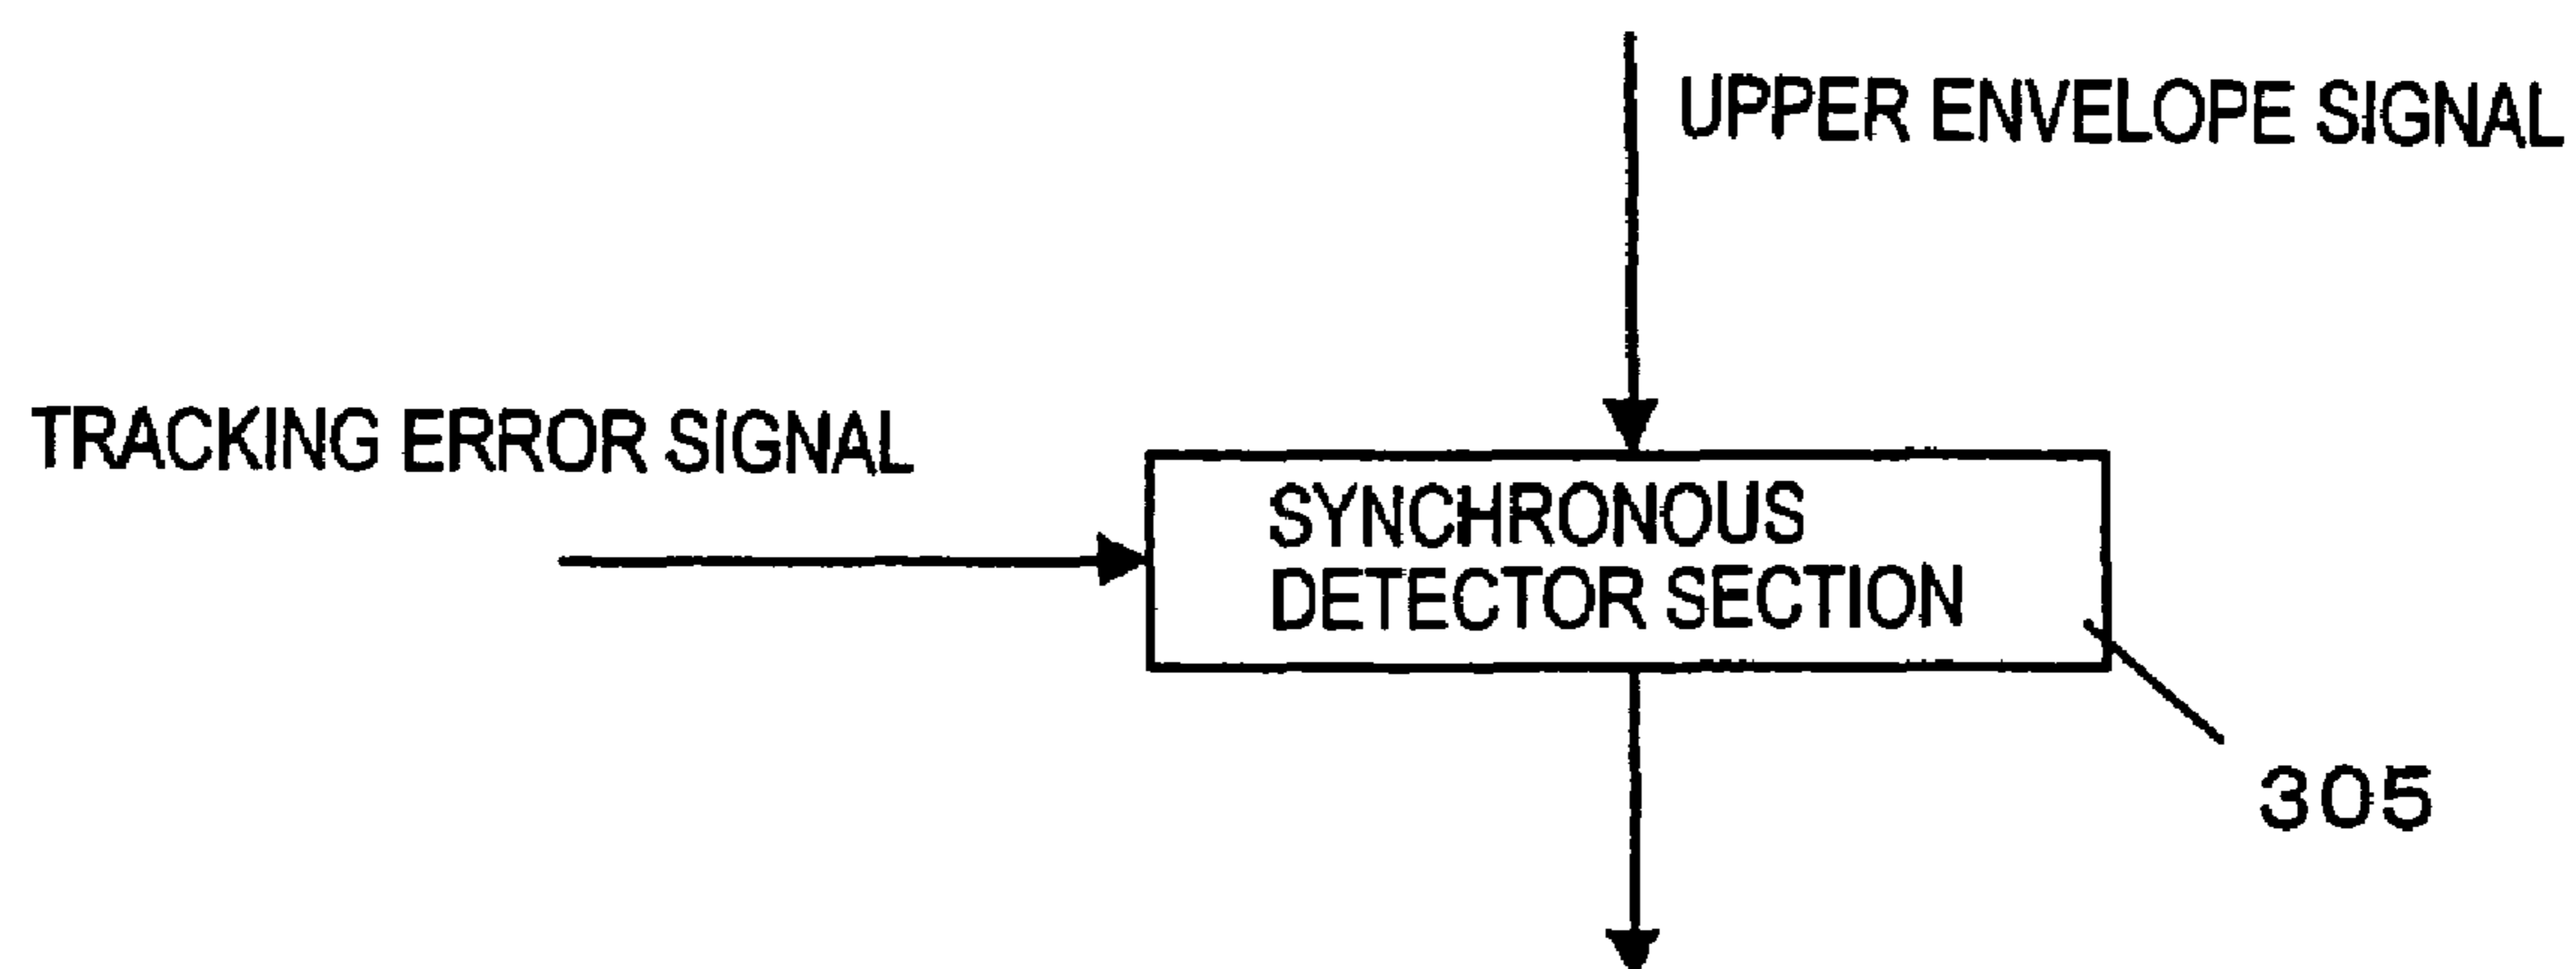 UPPER ENVELOPE SIGNAL
TRACKING ERROR SIGNAL
SYNCHRONOUS
DETECTOR SECTION
305